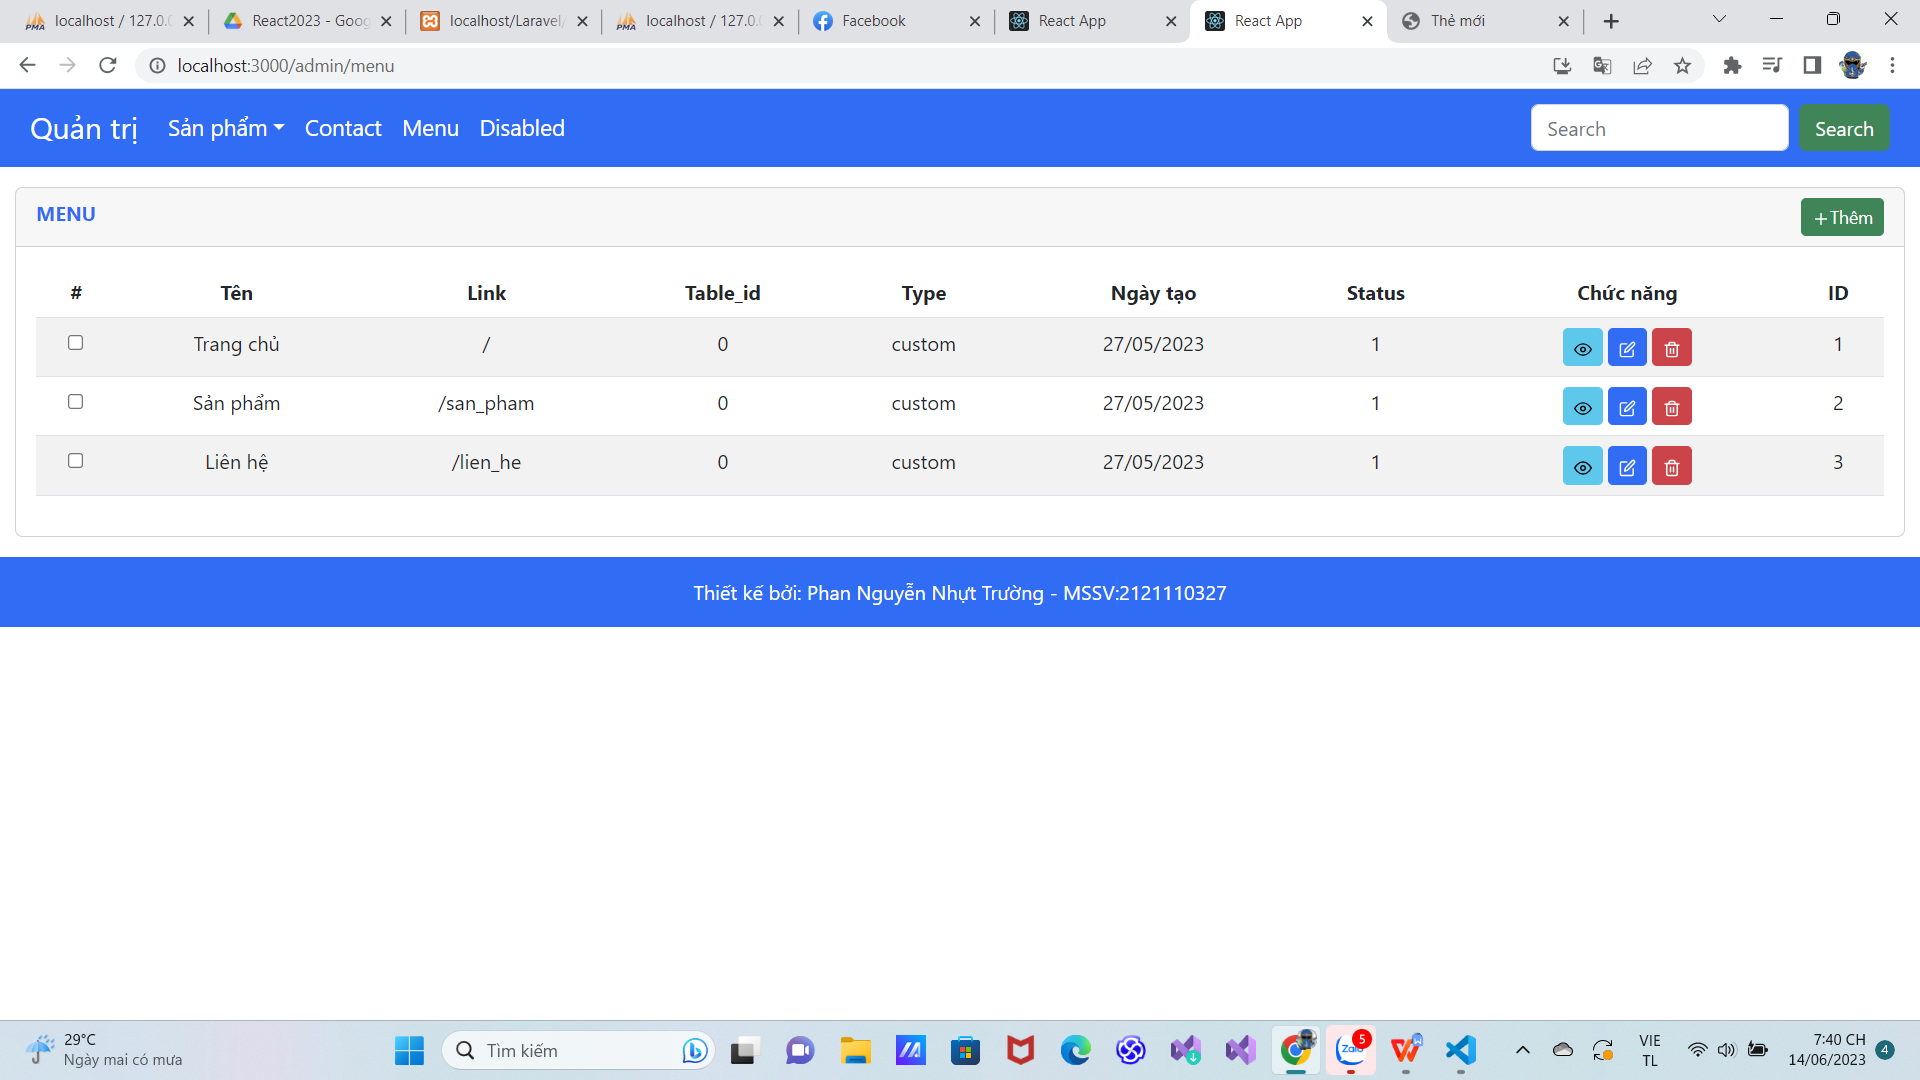 localhost / 127.0.0
React2023 - Goog
localhost/Laravel/
localhost / 127.0.0
Facebook
React App
React App
Thẻ mới
localhost:3000/admin/menu
Quản trị Sản phẩm Contact Menu Disabled Search Search
MENU
+Thêm
# Tên Link Table_id Type Ngày tạo Status Chức năng ID
Trang chủ / 0 custom 27/05/2023 1 1
Sản phẩm /san_pham 0 custom 27/05/2023 1 2
Liên hệ /lien_he 0 custom 27/05/2023 1 3
Thiết kế bởi: Phan Nguyễn Nhựt Trường - MSSV:2121110327
29°C
Ngày mai có mưa
Tìm kiếm
Zalo
5
VIE
TL
7:40 CH
14/06/2023
4